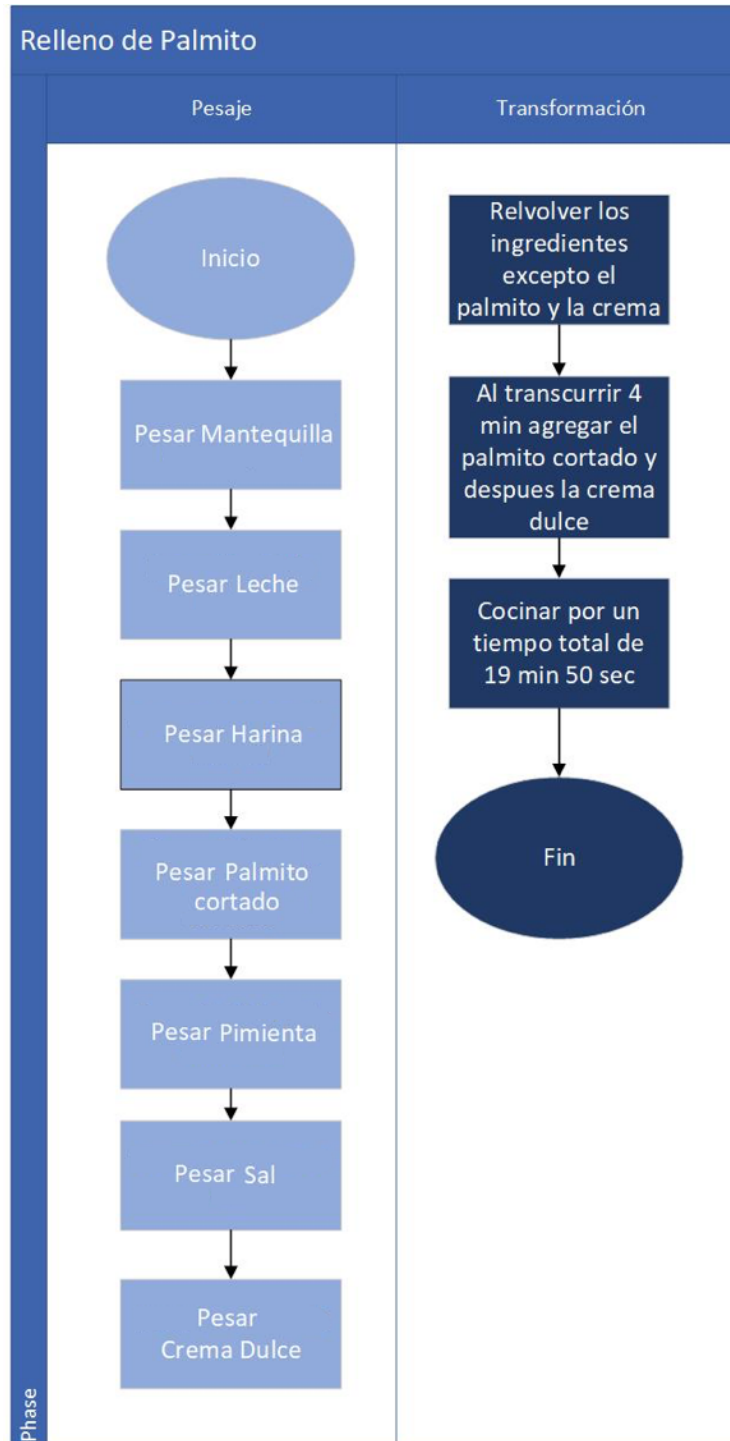 Relleno de Palmito
Pesaje
Transformación
Inicio
Pesar Mantequilla
Pesar Leche
Pesar Harina
Pesar Palmito
cortado
Pesar Pimienta
Pesar Sal
Pesar
Crema Dulce
Relvolver los
ingredientes
excepto el
palmito y la crema
Al transcurrir 4
min agregar el
palmito cortado y
despues la crema
dulce
Cocinar por un
tiempo total de
19 min 50 sec
Fin
Phase